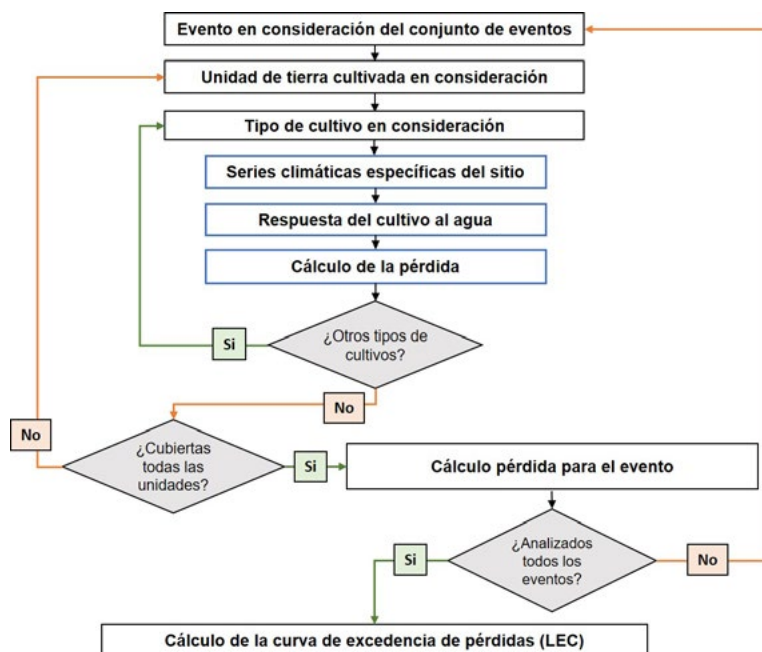 Evento en consideración del conjunto de eventos
Unidad de tierra cultivada en consideración
Tipo de cultivo en consideración
Series climáticas específicas del sitio
Respuesta del cultivo al agua
Cálculo de la pérdida
¿Otros tipos de
cultivos?
Si
No
¿Cubiertas
todas las
unidades?
No
Si
Cálculo pérdida para el evento
¿Analizados
todos los
eventos?
Si
No
Cálculo de la curva de excedencia de pérdidas (LEC)